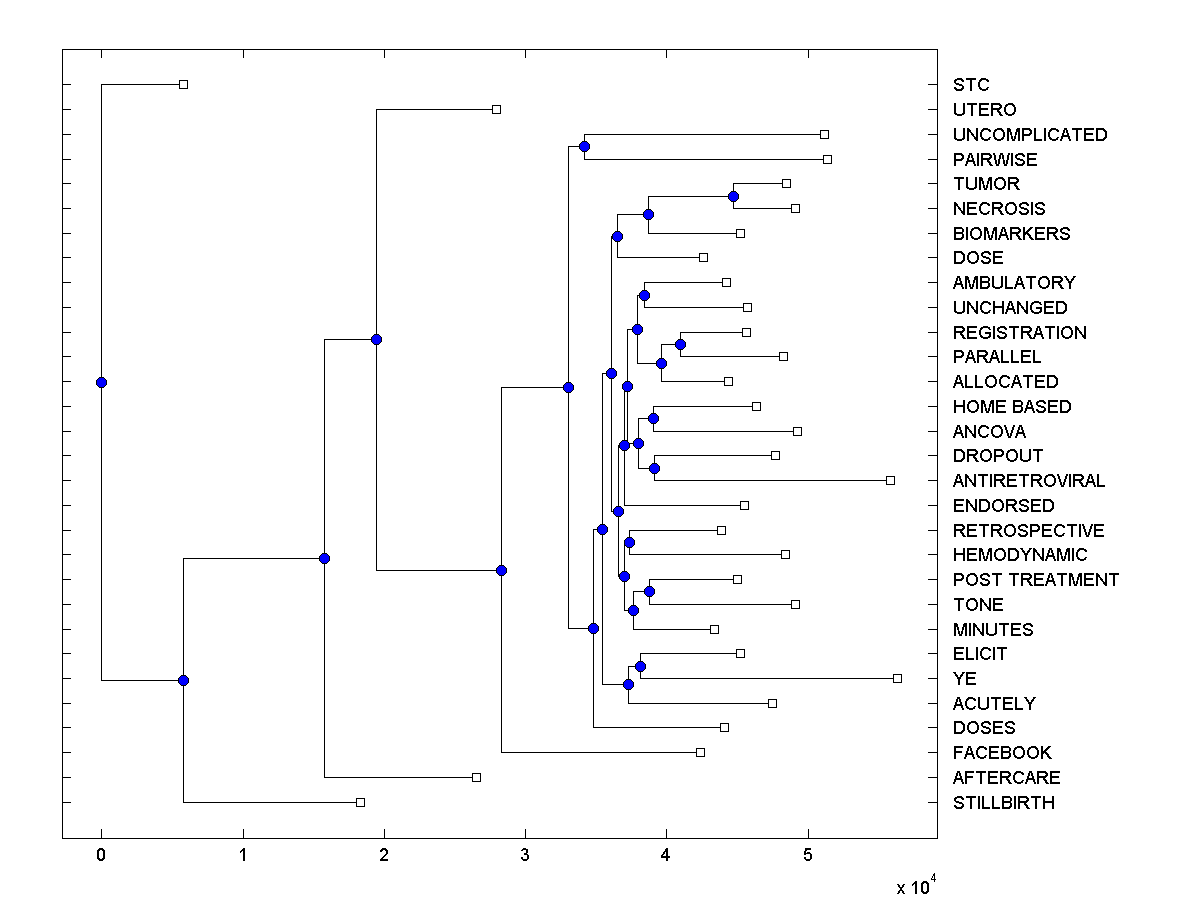 STC
UTERO
UNCOMPLICATED
PAIRWISE
TUMOR
NECROSIS
BIOMARKERS
DOSE
AMBULATORY
UNCHANGED
REGISTRATION
PARALLEL
ALLOCATED
HOME BASED
ANCOVA
DROPOUT
ANTIRETROVIRAL
ENDORSED
RETROSPECTIVE
HEMODYNAMIC
POST TREATMENT
TONE
MINUTES
ELICIT
YE
ACUTELY
DOSES
FACEBOOK
AFTERCARE
STILLBIRTH
0 1 2 3 4 5
x 10^4